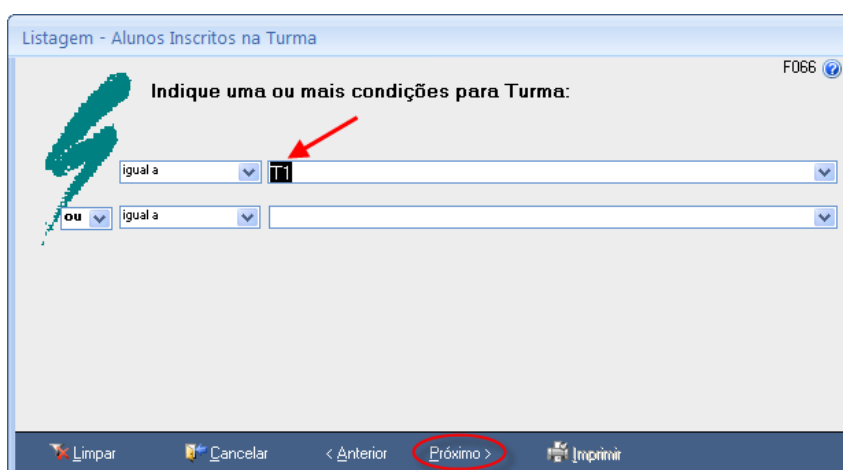 Listagem - Alunos Inscritos na Turma
F066
Indique uma ou mais condições para Turma:
igual a T1
ou igual a
Limpar Cancelar < Anterior Próximo > Imprimir